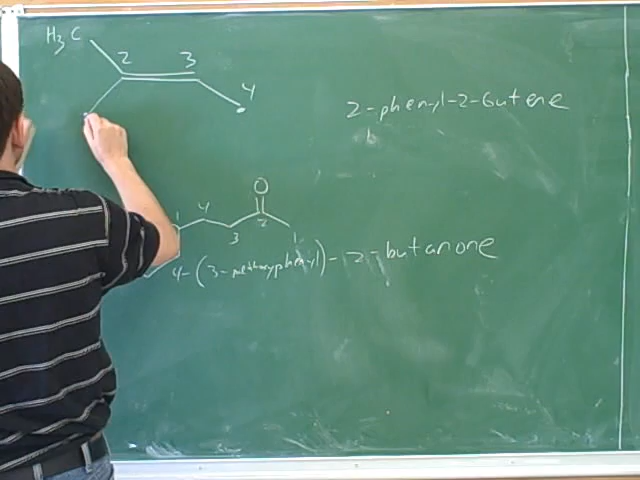 H3C
2 3
4
2-phenyl-2-butene
O
1 4 3 2 1
4-(3-methoxyphenyl)-2-butanone